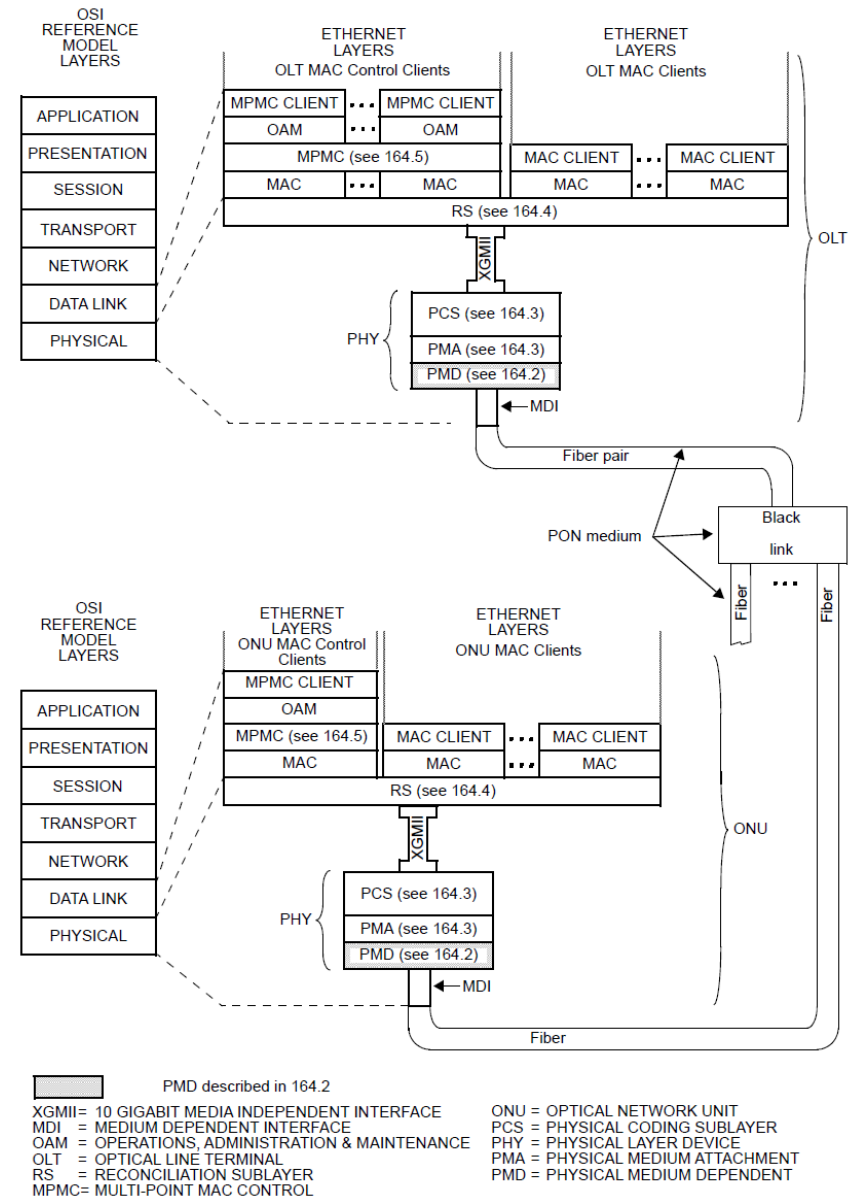 OSI
REFERENCE
MODEL
LAYERS
APPLICATION
PRESENTATION
SESSION
TRANSPORT
NETWORK
DATA LINK
PHYSICAL
ETHERNET
LAYERS
OLT MAC Control Clients
MPMC CLIENT ... MPMC CLIENT
OAM ... OAM
MPMC (see 164.5)
MAC ... MAC
ETHERNET
LAYERS
OLT MAC Clients
MAC CLIENT ... MAC CLIENT
MAC ... MAC
RS (see 164.4)
XGMII
OLT
PHY
PCS (see 164.3)
PMA (see 164.3)
PMD (see 164.2)
MDI
Fiber pair
PON medium
Black
link
...
Fiber
Fiber
OSI
REFERENCE
MODEL
LAYERS
APPLICATION
PRESENTATION
SESSION
TRANSPORT
NETWORK
DATA LINK
PHYSICAL
ETHERNET
LAYERS
ONU MAC Control
Clients
MPMC CLIENT
OAM
MPMC (see 164.5)
MAC
ETHERNET
LAYERS
ONU MAC Clients
MAC CLIENT ... MAC CLIENT
MAC ... MAC
RS (see 164.4)
XGMII
ONU
PHY
PCS (see 164.3)
PMA (see 164.3)
PMD (see 164.2)
MDI
Fiber
PMD described in 164.2
XGMII= 10 GIGABIT MEDIA INDEPENDENT INTERFACE
MDI = MEDIUM DEPENDENT INTERFACE
OAM = OPERATIONS, ADMINISTRATION & MAINTENANCE
OLT = OPTICAL LINE TERMINAL
RS = RECONCILIATION SUBLAYER
MPMC= MULTI-POINT MAC CONTROL
ONU = OPTICAL NETWORK UNIT
PCS = PHYSICAL CODING SUBLAYER
PHY = PHYSICAL LAYER DEVICE
PMA = PHYSICAL MEDIUM ATTACHMENT
PMD = PHYSICAL MEDIUM DEPENDENT